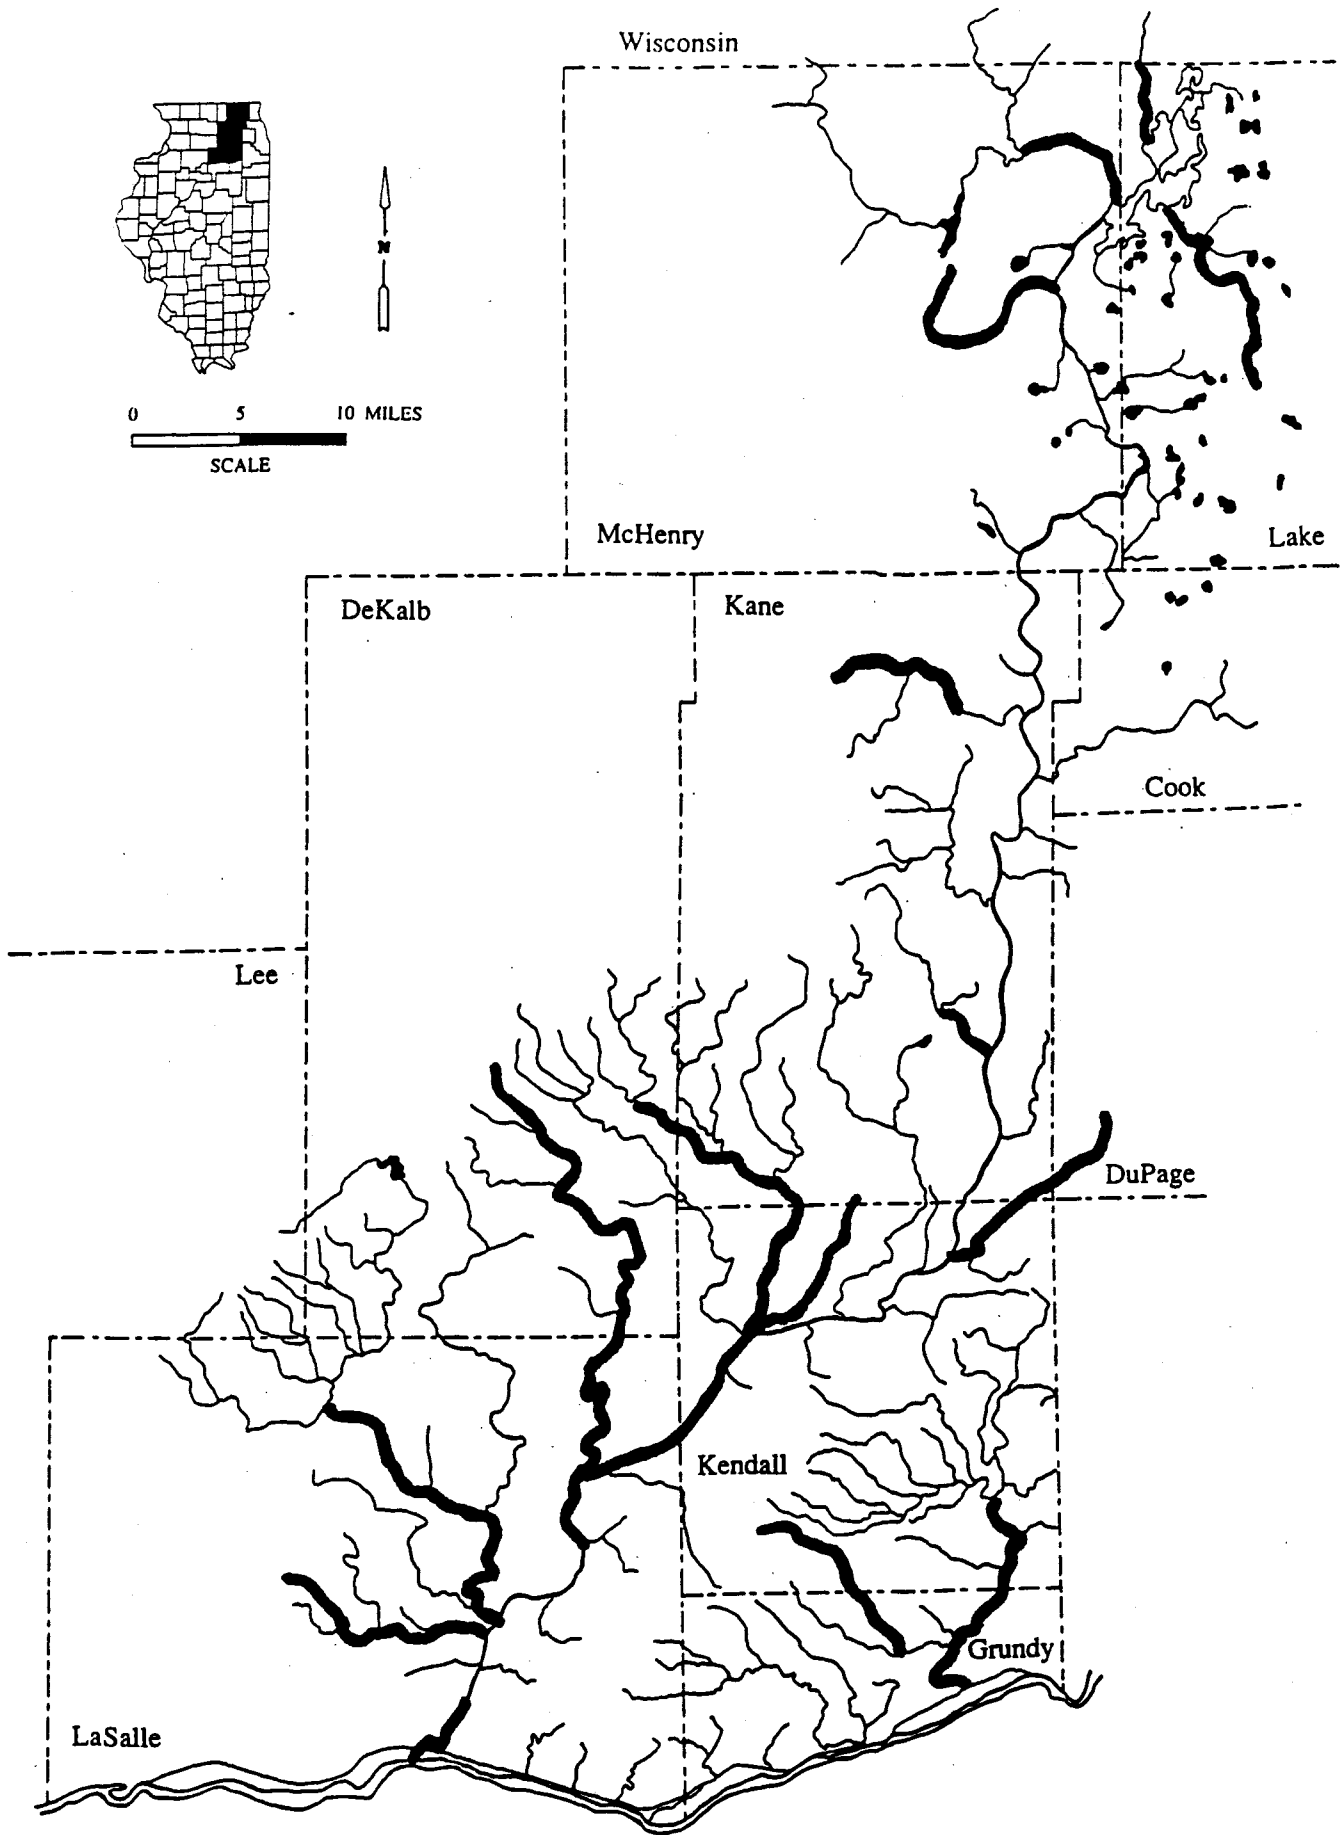 Wisconsin
N
0 5 10 MILES
SCALE
McHenry
Lake
DeKalb
Kane
Cook
Lee
DuPage
Kendall
Grundy
LaSalle